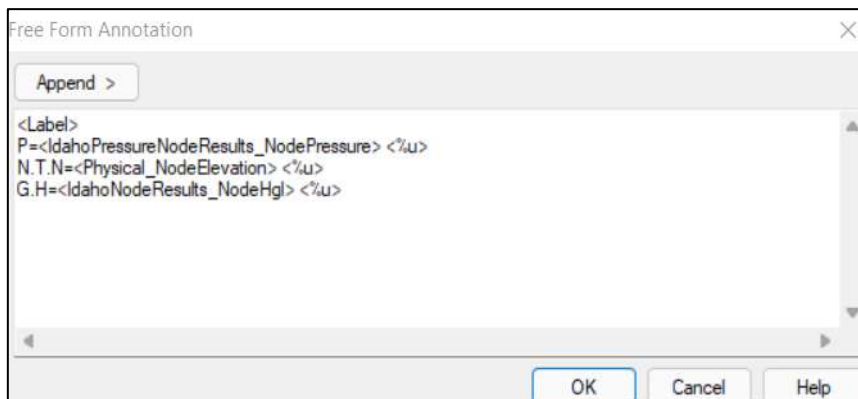 Free Form Annotation
Append >
<Label>
P=<IdahoPressureNodeResults_NodePressure> <%u>
N.T.N=<Physical_NodeElevation> <%u>
G.H=<IdahoNodeResults_NodeHgl> <%u>
OK Cancel Help